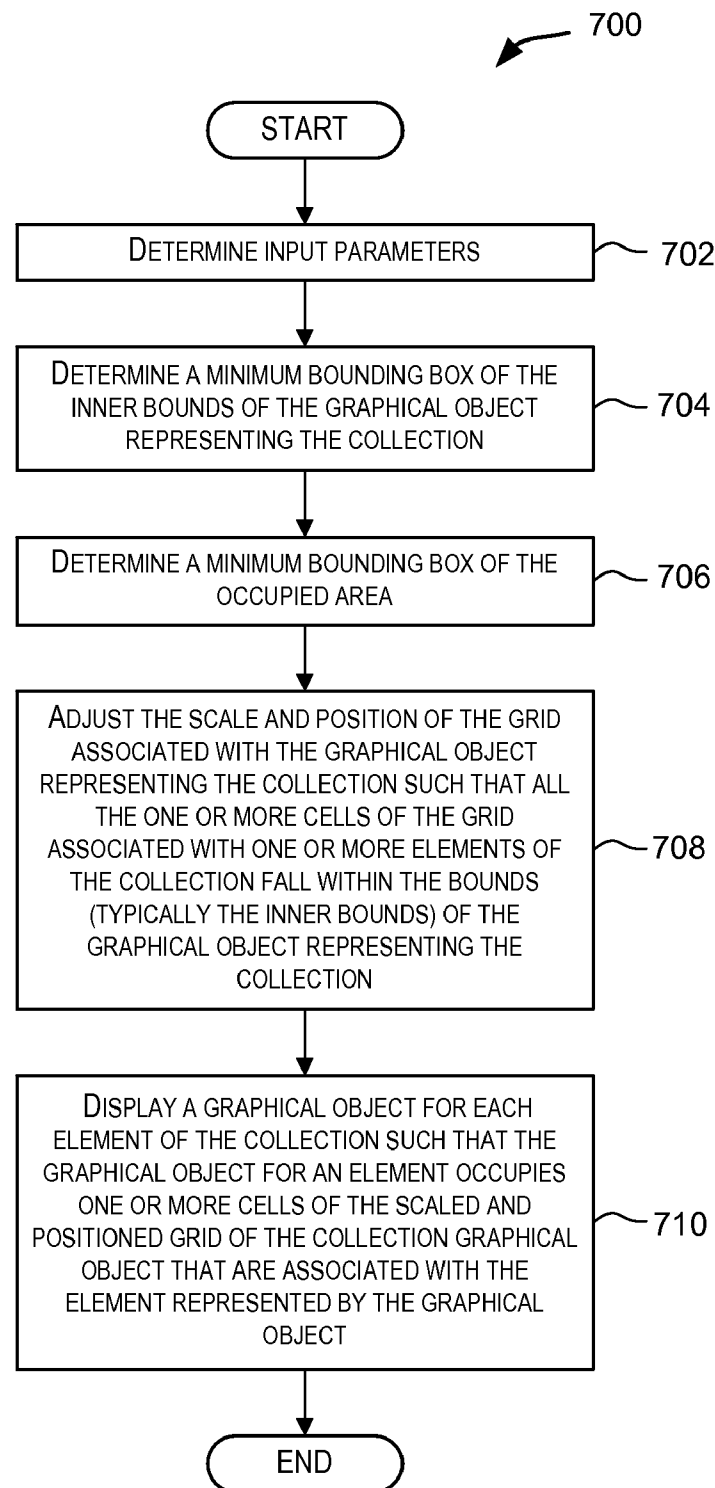 700
START
DETERMINE INPUT PARAMETERS
702
DETERMINE A MINIMUM BOUNDING BOX OF THE
INNER BOUNDS OF THE GRAPHICAL OBJECT
REPRESENTING THE COLLECTION
704
DETERMINE A MINIMUM BOUNDING BOX OF THE
OCCUPIED AREA
706
ADJUST THE SCALE AND POSITION OF THE GRID
ASSOCIATED WITH THE GRAPHICAL OBJECT
REPRESENTING THE COLLECTION SUCH THAT ALL
THE ONE OR MORE CELLS OF THE GRID
ASSOCIATED WITH ONE OR MORE ELEMENTS OF
THE COLLECTION FALL WITHIN THE BOUNDS
(TYPICALLY THE INNER BOUNDS) OF THE
GRAPHICAL OBJECT REPRESENTING THE
COLLECTION
708
DISPLAY A GRAPHICAL OBJECT FOR EACH
ELEMENT OF THE COLLECTION SUCH THAT THE
GRAPHICAL OBJECT FOR AN ELEMENT OCCUPIES
ONE OR MORE CELLS OF THE SCALED AND
POSITIONED GRID OF THE COLLECTION GRAPHICAL
OBJECT THAT ARE ASSOCIATED WITH THE
ELEMENT REPRESENTED BY THE GRAPHICAL
OBJECT
710
END